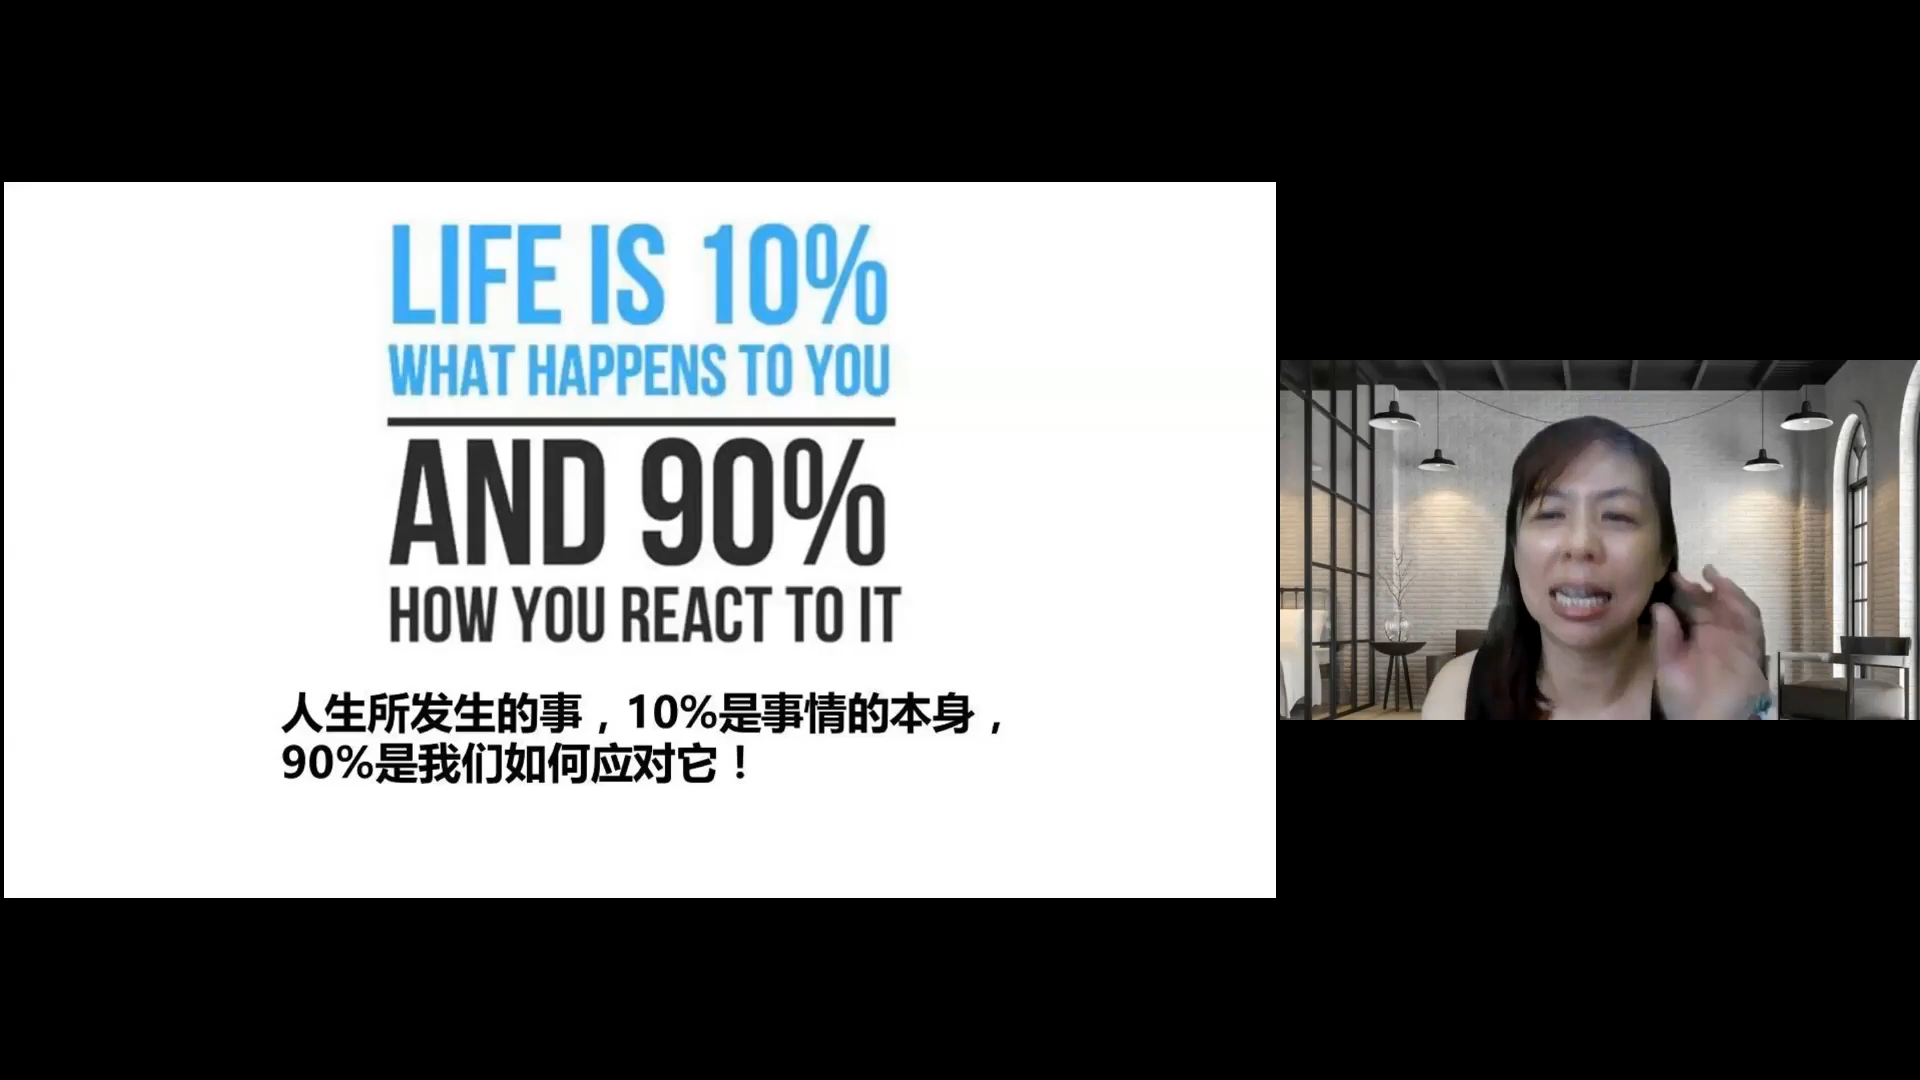 LIFE IS 10%
WHAT HAPPENS TO YOU
AND 90%
HOW YOU REACT TO IT
人生所发生的事，10%是事情的本身，
90%是我们如何应对它！